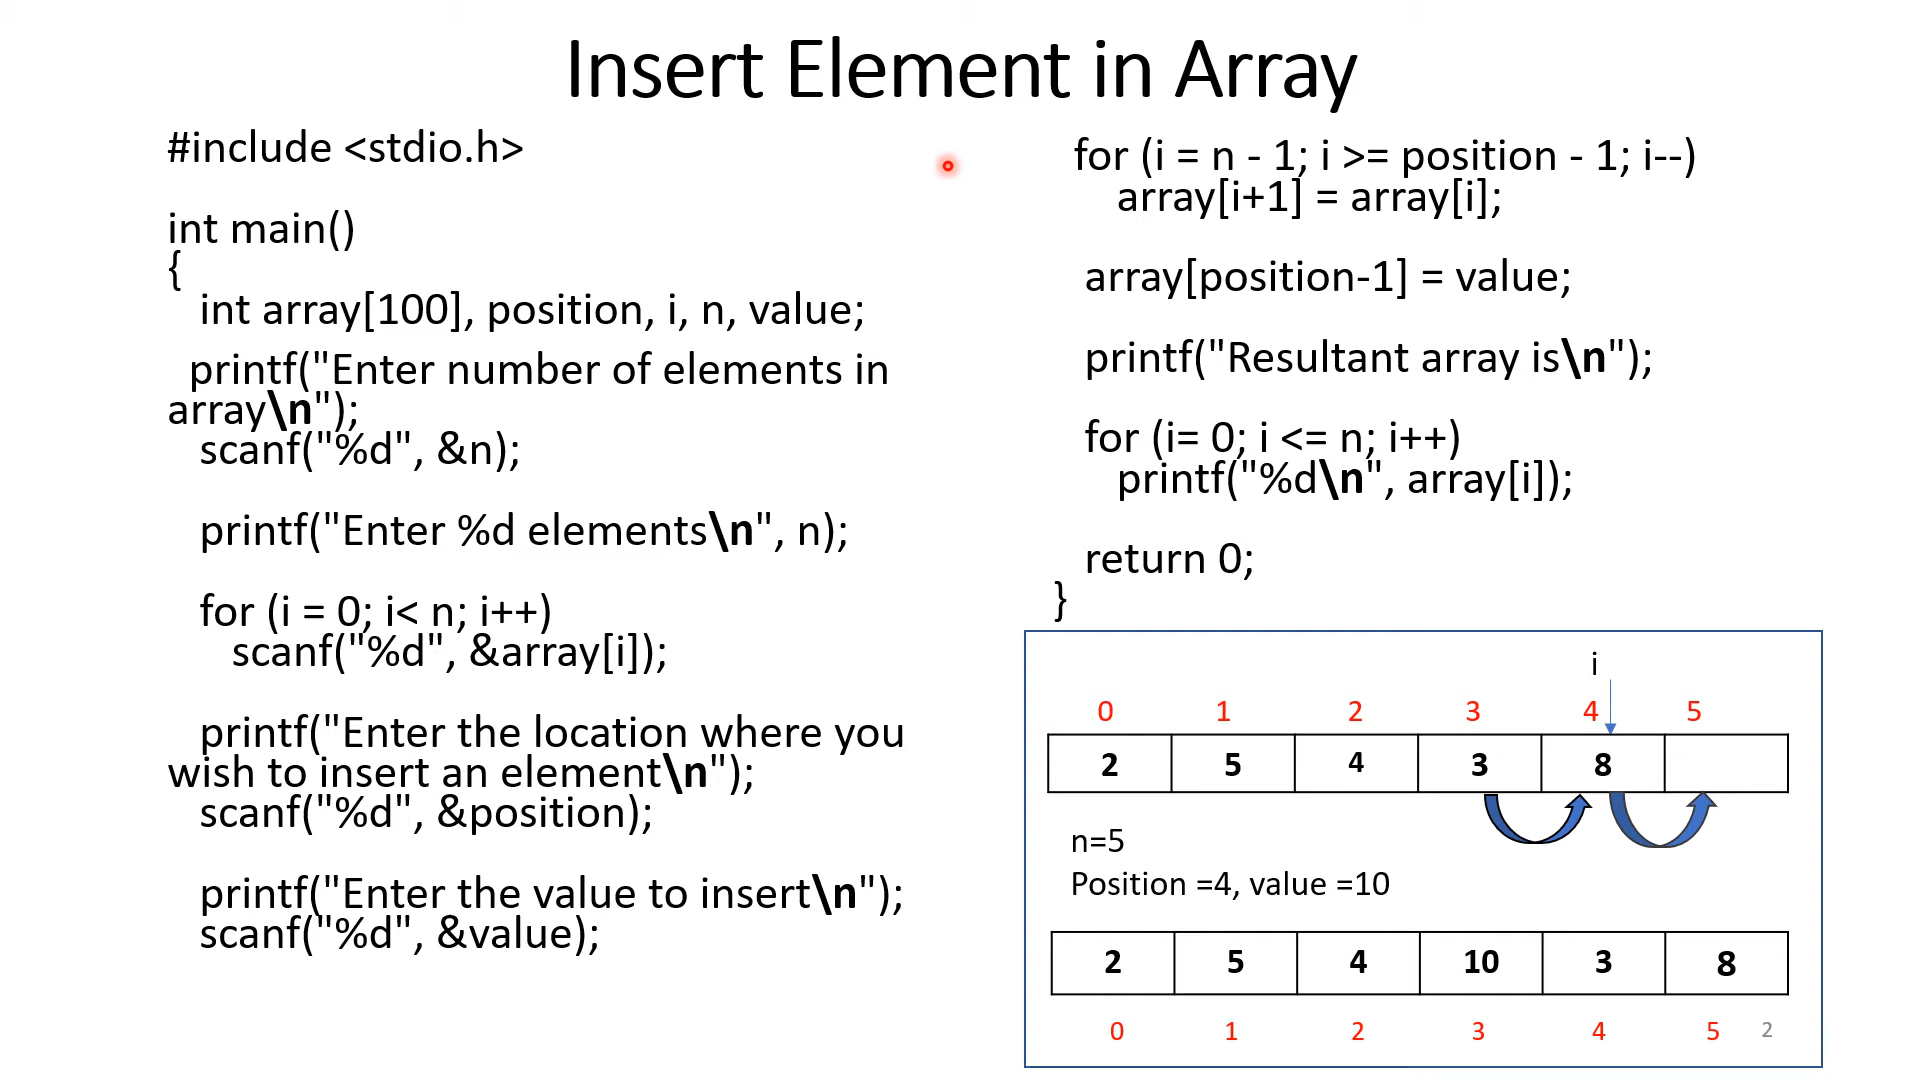 Insert Element in Array
#include <stdio.h>
int main()
{
int array[100], position, i, n, value;
printf("Enter number of elements in
array\n");
scanf("%d", &n);
printf("Enter %d elements\n", n);
for (i = 0; i< n; i++)
scanf("%d", &array[i]);
printf("Enter the location where you
wish to insert an element\n");
scanf("%d", &position);
printf("Enter the value to insert\n");
scanf("%d", &value);
for (i = n - 1; i >= position - 1; i--)
array[i+1] = array[i];
array[position-1] = value;
printf("Resultant array is\n");
for (i= 0; i <= n; i++)
printf("%d\n", array[i]);
return 0;
}
i
0 1 2 3 4 5
2 5 4 3 8
n=5
Position =4, value =10
2 5 4 10 3 8
0 1 2 3 4 5
2